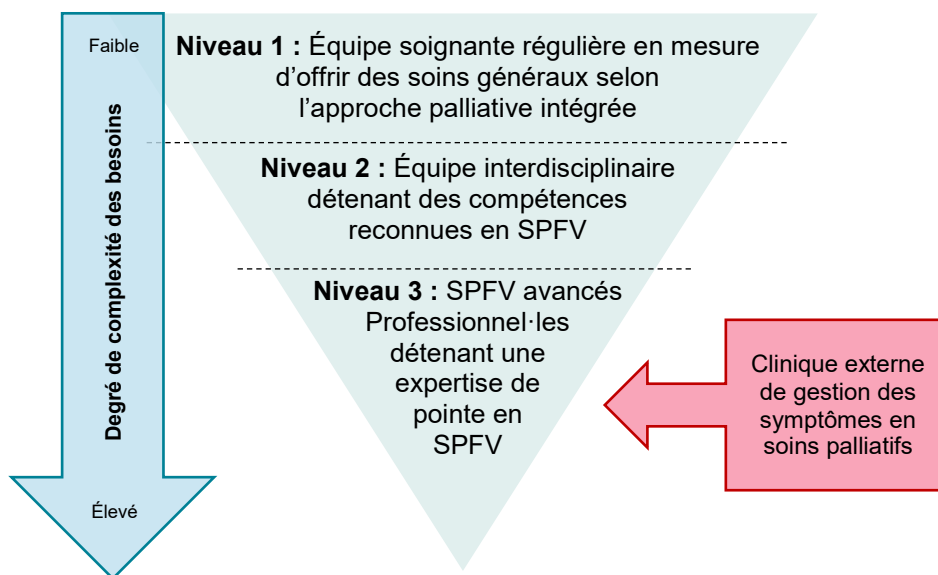 Faible
Degré de complexité des besoins
Élevé
Niveau 1 : Équipe soignante régulière en mesure
d’offrir des soins généraux selon
l’approche palliative intégrée
Niveau 2 : Équipe interdisciplinaire
détenant des compétences
reconnues en SPFV
Niveau 3 : SPFV avancés
Professionnel·les
détenant une
expertise de
pointe en
SPFV
Clinique externe
de gestion des
symptômes en
soins palliatifs